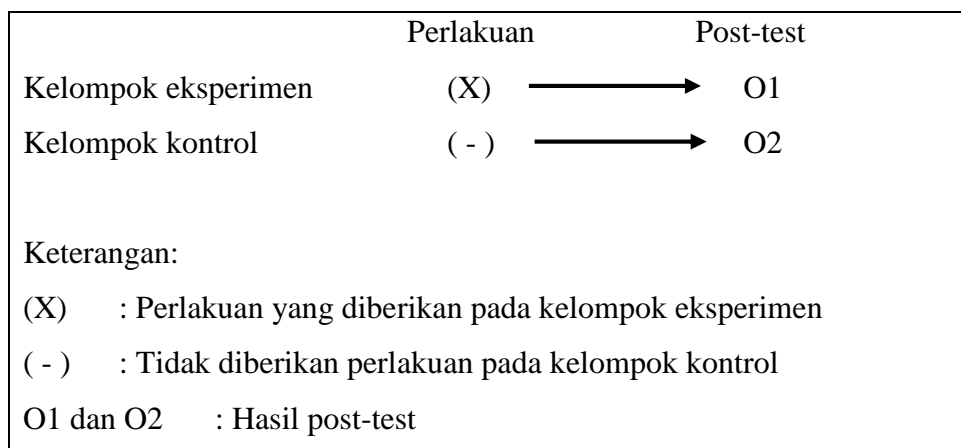 Perlakuan Post-test
Kelompok eksperimen (X) O1
Kelompok kontrol ( - ) O2
Keterangan:
(X) : Perlakuan yang diberikan pada kelompok eksperimen
( - ) : Tidak diberikan perlakuan pada kelompok kontrol
O1 dan O2 : Hasil post-test